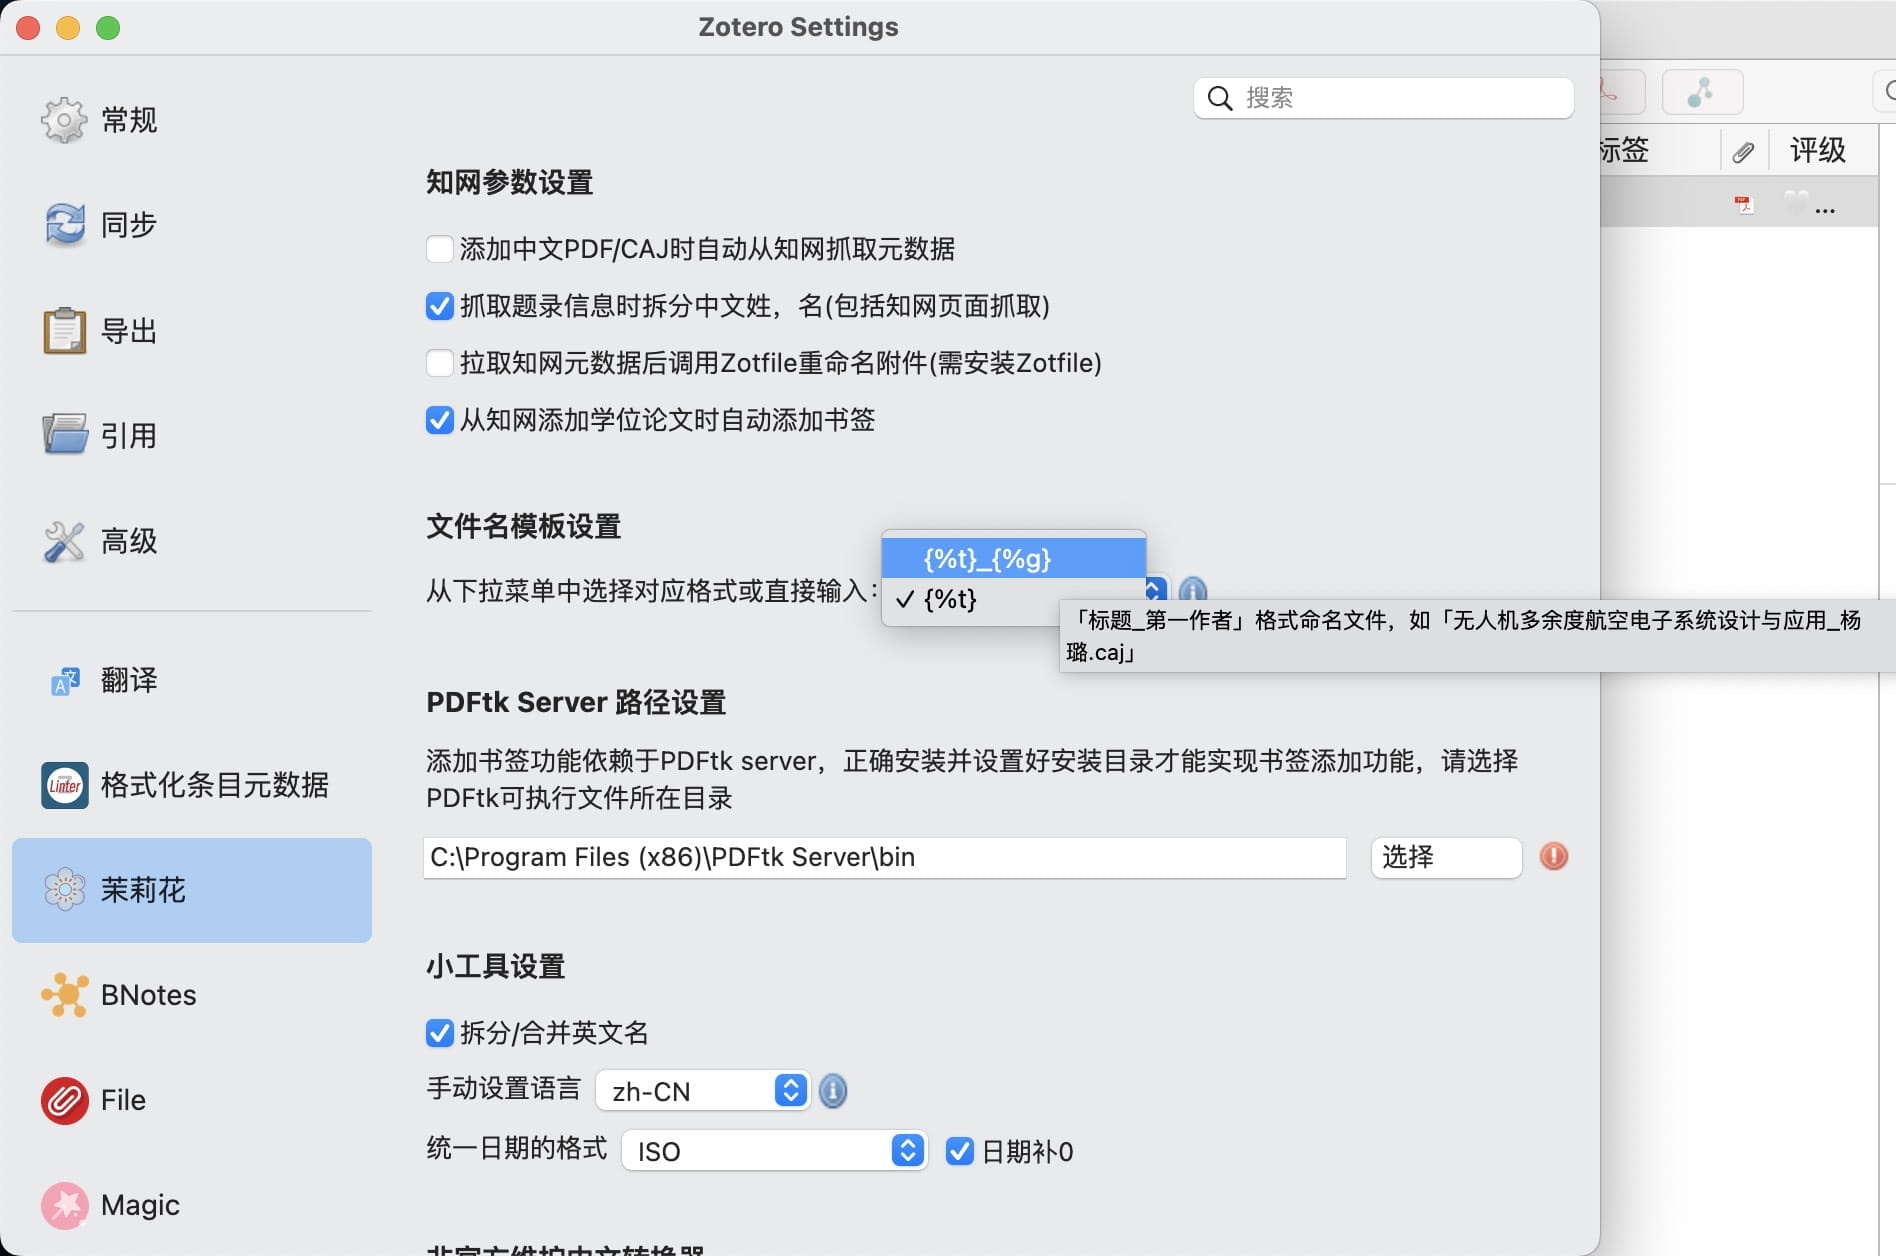 Zotero Settings
常规
同步
导出
引用
高级
翻译
Linter
格式化条目元数据
茉莉花
BNotes
File
Magic
搜索
知网参数设置
添加中文PDF/CAJ时自动从知网抓取元数据
抓取题录信息时拆分中文姓，名(包括知网页面抓取)
拉取知网元数据后调用Zotfile重命名附件(需安装Zotfile)
从知网添加学位论文时自动添加书签
文件名模板设置
从下拉菜单中选择对应格式或直接输入：
{%t}_{%g}
{%t}
「标题_第一作者」格式命名文件，如「无人机多余度航空电子系统设计与应用_杨
璐.caj」
PDFtk Server 路径设置
添加书签功能依赖于PDFtk server，正确安装并设置好安装目录才能实现书签添加功能，请选择
PDFtk可执行文件所在目录
C:\Program Files (x86)\PDFtk Server\bin
选择
小工具设置
拆分/合并英文名
手动设置语言 zh-CN
统一日期的格式 ISO 日期补0
非官方维护中文转换器
标签
评级
...